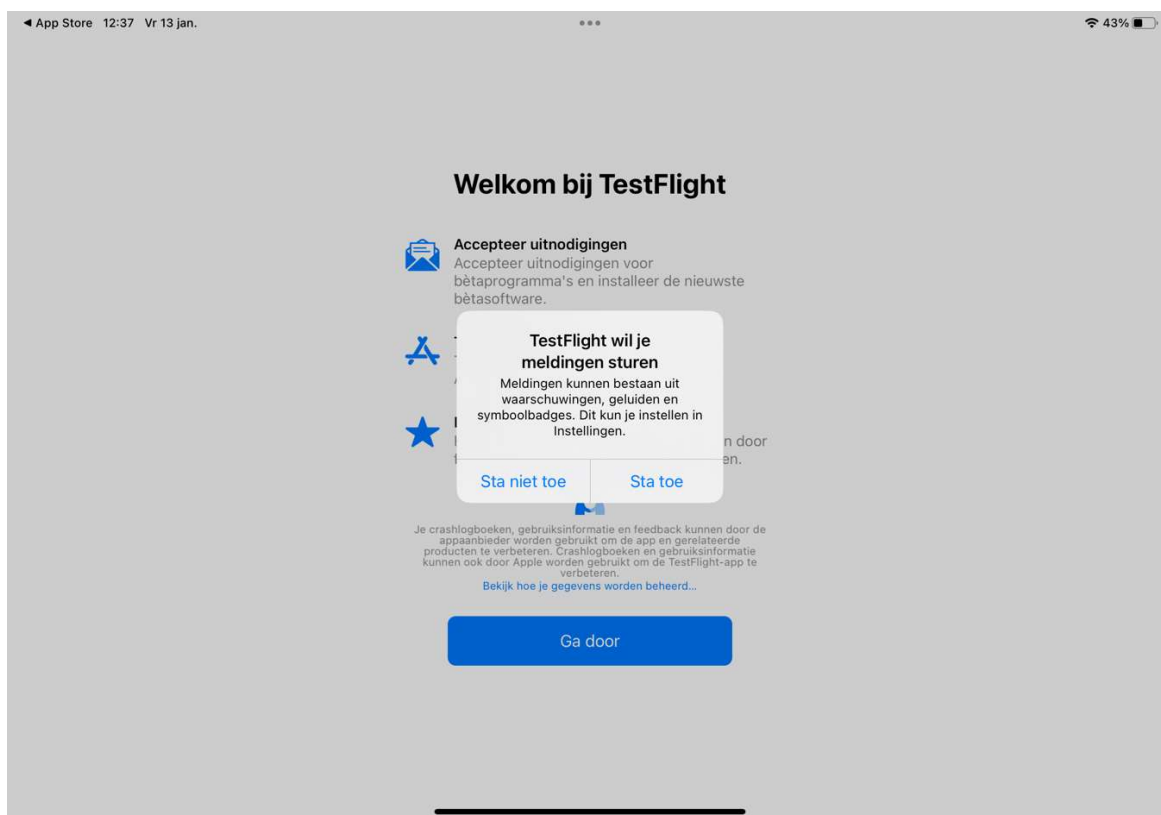 ◀ App Store 12:37 Vr 13 jan.
43%
Welkom bij TestFlight
Accepteer uitnodigingen
Accepteer uitnodigingen voor
bètaprogramma's en installeer de nieuwste
bètasoftware.
TestFlight wil je
meldingen sturen
Meldingen kunnen bestaan uit
waarschuwingen, geluiden en
symboolbadges. Dit kun je instellen in
Instellingen.
n door
en.
Sta niet toe
Sta toe
Je crashlogboeken, gebruiksinformatie en feedback kunnen door de
appaanbieder worden gebruikt om de app en gerelateerde
producten te verbeteren. Crashlogboeken en gebruiksinformatie
kunnen ook door Apple worden gebruikt om de TestFlight-app te
verbeteren.
Bekijk hoe je gegevens worden beheerd...
Ga door